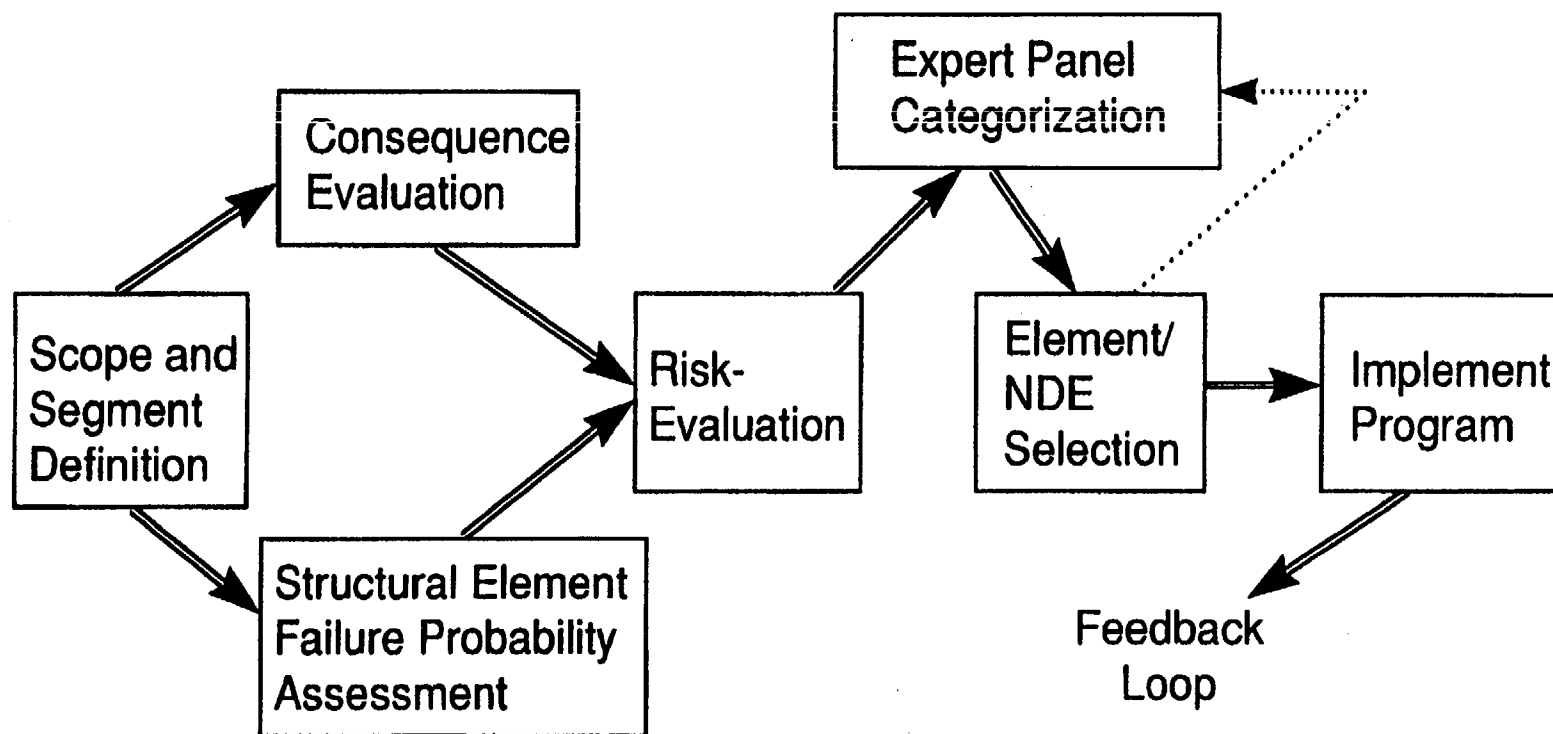 Scope and
Segment
Definition
Consequence
Evaluation
Structural Element
Failure Probability
Assessment
Risk-
Evaluation
Expert Panel
Categorization
Element/
NDE
Selection
Implement
Program
Feedback
Loop